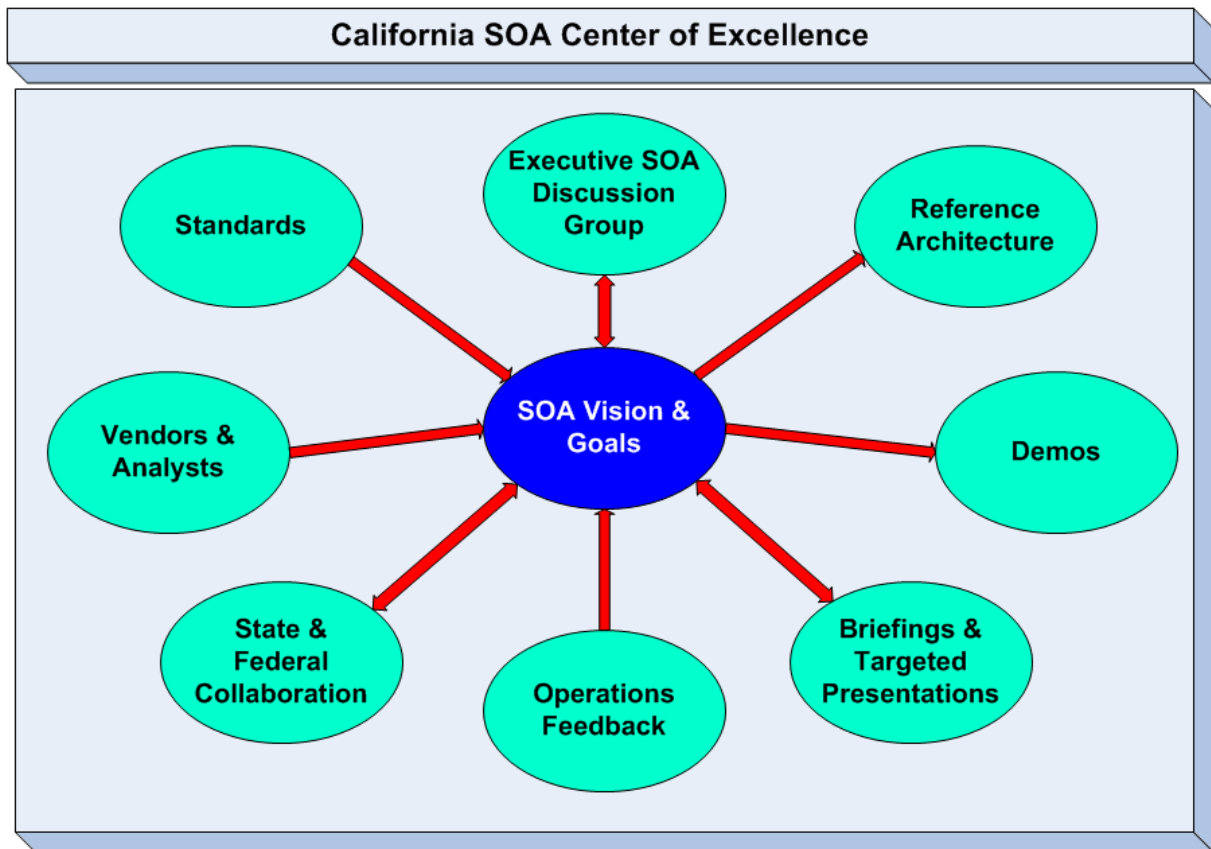 California SOA Center of Excellence
Executive SOA
Discussion
Group
Standards
Reference
Architecture
SOA Vision &
Goals
Vendors &
Analysts
Demos
State &
Federal
Collaboration
Operations
Feedback
Briefings &
Targeted
Presentations